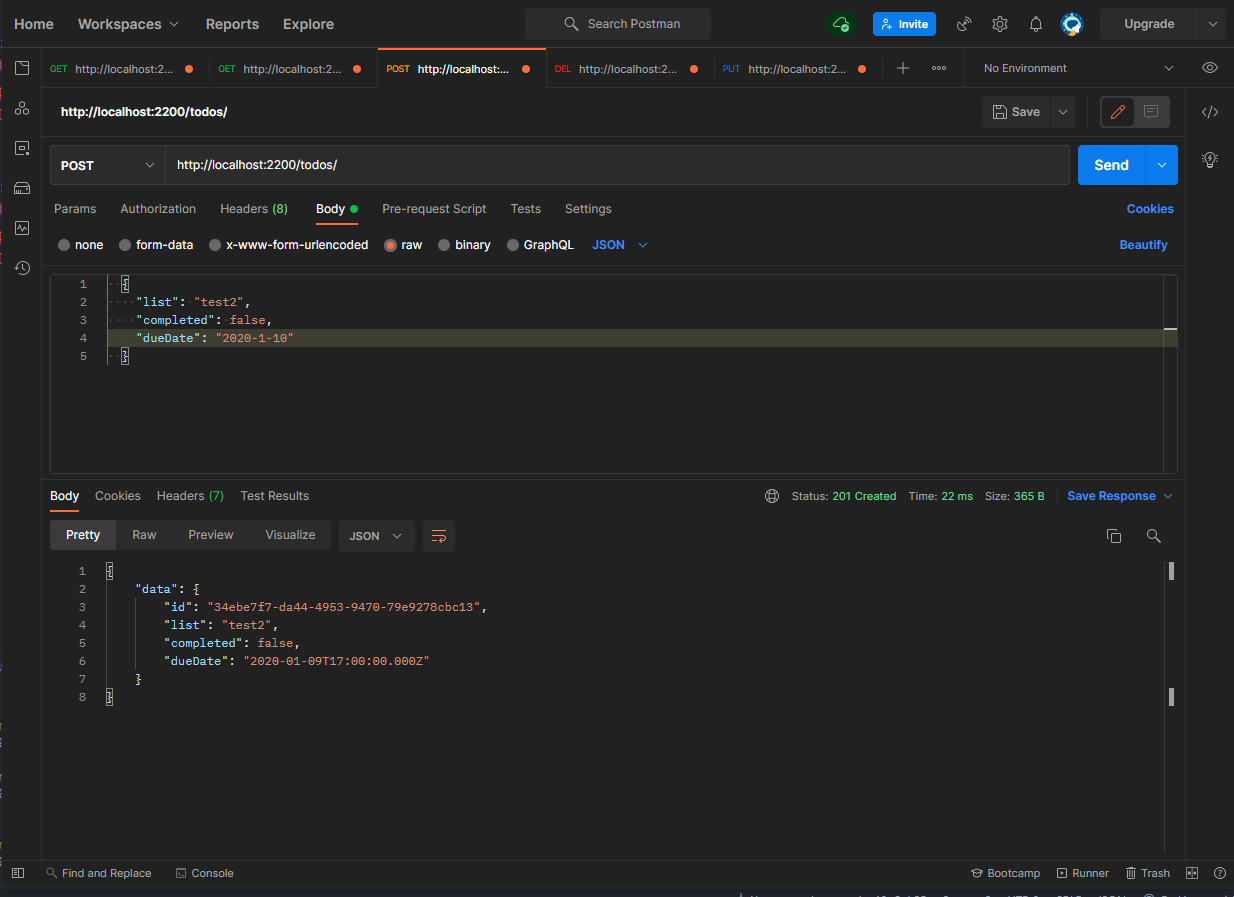 Home Workspaces Reports Explore Search Postman Invite Upgrade
GET http://localhost:2... GET http://localhost:2... POST http://localhost:... DEL http://localhost:2... PUT http://localhost:2... No Environment
http://localhost:2200/todos/ Save
POST http://localhost:2200/todos/ Send
Params Authorization Headers (8) Body Pre-request Script Tests Settings Cookies
none form-data x-www-form-urlencoded raw binary GraphQL JSON Beautify
1 {
2 "list": "test2",
3 "completed": false,
4 "dueDate": "2020-1-10"
5 }
Body Cookies Headers (7) Test Results Status: 201 Created Time: 22 ms Size: 365 B Save Response
Pretty Raw Preview Visualize JSON
1 {
2 "data": {
3 "id": "34ebe7f7-da44-4953-9470-79e9278cbc13",
4 "list": "test2",
5 "completed": false,
6 "dueDate": "2020-01-09T17:00:00.000Z"
7 }
8 }
Find and Replace Console Bootcamp Runner Trash